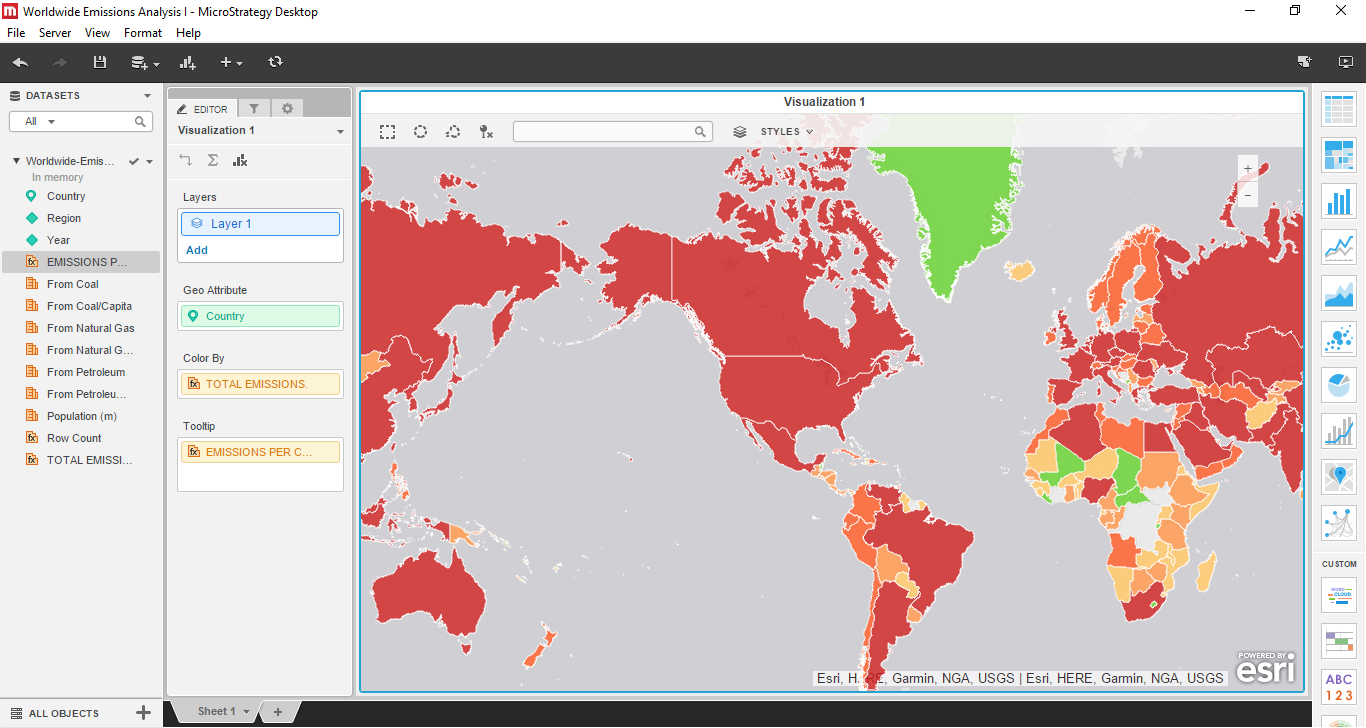 Worldwide Emissions Analysis I - MicroStrategy Desktop
File Server View Format Help
DATASETS
All
Worldwide-Emis...
In memory
Country
Region
Year
EMISSIONS P...
From Coal
From Coal/Capita
From Natural Gas
From Natural G...
From Petroleum
From Petroleu...
Population (m)
Row Count
TOTAL EMISSI...
ALL OBJECTS
EDITOR
Visualization 1
Layers
Layer 1
Add
Geo Attribute
Country
Color By
TOTAL EMISSIONS.
Tooltip
EMISSIONS PER C...
Visualization 1
STYLES
+
−
POWERED BY
esri
Esri, HERE, Garmin, NGA, USGS | Esri, HERE, Garmin, NGA, USGS
Sheet 1
CUSTOM
WORD
CLOUD
ABC
123